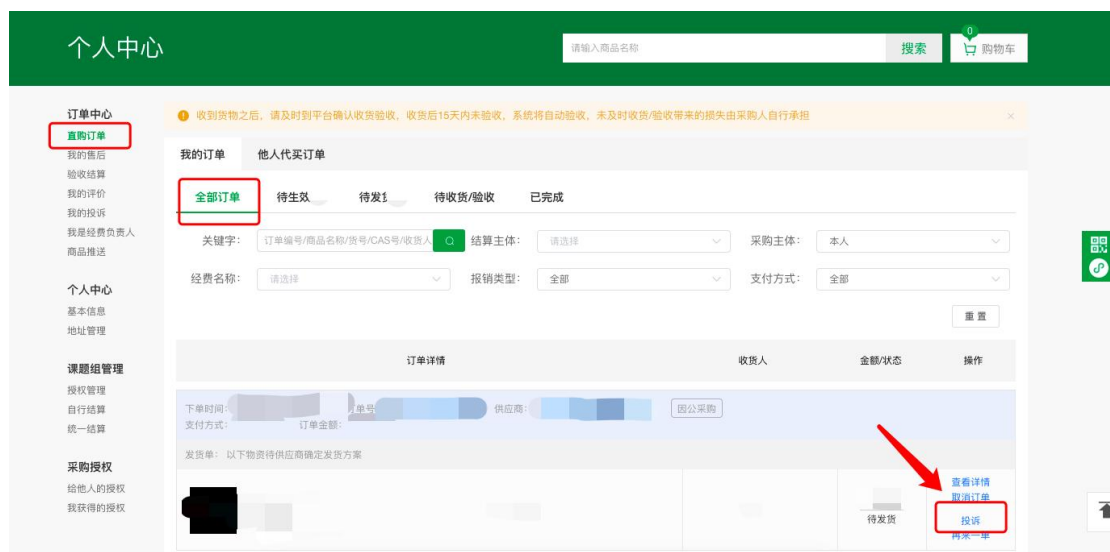 个人中心
请输入商品名称
搜索
0
购物车
订单中心
直购订单
我的售后
验收结算
我的评价
我的投诉
我是经费负责人
商品推送
个人中心
基本信息
地址管理
课题组管理
授权管理
自行结算
统一结算
采购授权
给他人的授权
我获得的授权
收到货物之后，请及时到平台确认收货验收，收货后15天内未验收，系统将自动验收，未及时收货/验收带来的损失由采购人自行承担
我的订单 他人代买订单
全部订单 待生效 待发 待收货/验收 已完成
关键字： 订单编号/商品名称/货号/CAS号/收货人 结算主体： 请选择 采购主体： 本人
经费名称： 请选择 报销类型： 全部 支付方式： 全部
重置
订单详情 收货人 金额/状态 操作
下单时间： 单号 供应商： 因公采购
支付方式： 订单金额：
发货单： 以下物资待供应商确定发货方案
待发货
查看详情
取消订单
投诉
再来一单